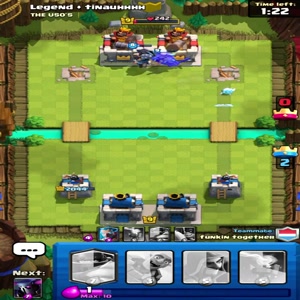 Legend + tinauhhhh
THE USO'S
Time left:
1:22
242
0
2
2044
4
Teammate:
funkin together
Next:
1
Max: 10